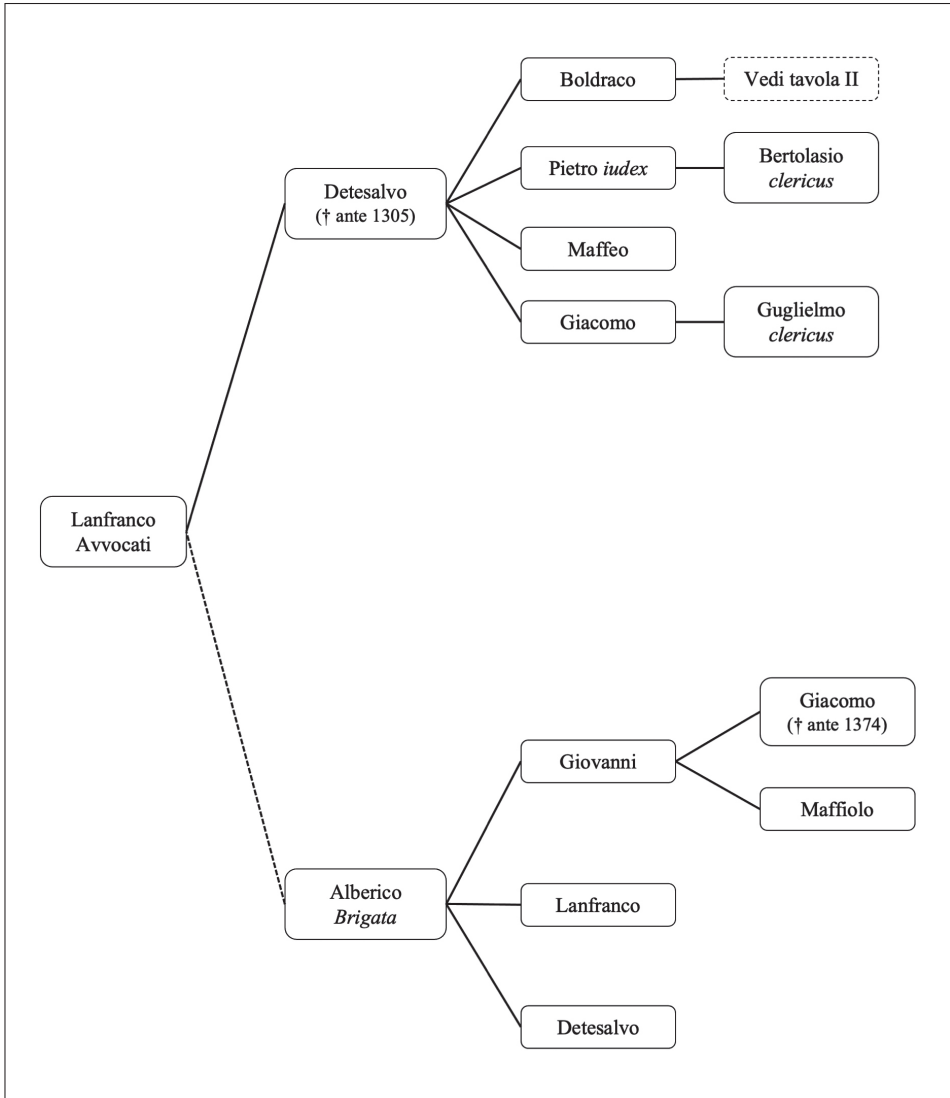 Boldraco
Vedi tavola II
Pietro iudex
Bertolasio
clericus
Detesalvo
(† ante 1305)
Maffeo
Giacomo
Guglielmo
clericus
Lanfranco
Avvocati
Giacomo
(† ante 1374)
Giovanni
Maffiolo
Alberico
Brigata
Lanfranco
Detesalvo